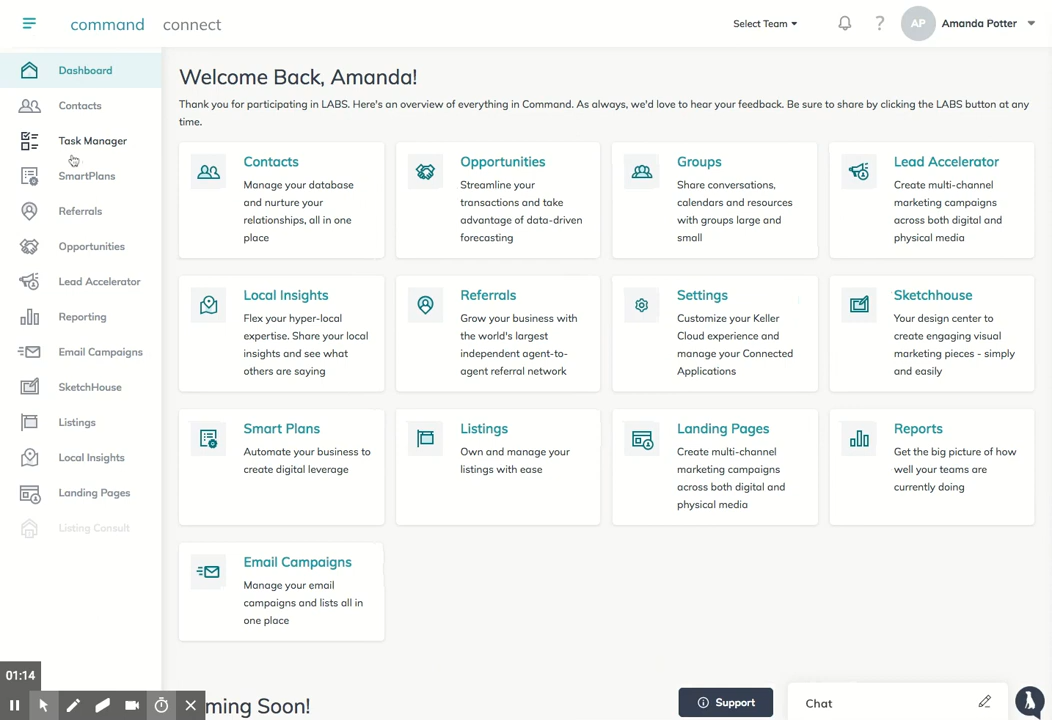 command connect
Select Team
?
AP
Amanda Potter
Dashboard
Contacts
Task Manager
SmartPlans
Referrals
Opportunities
Lead Accelerator
Reporting
Email Campaigns
SketchHouse
Listings
Local Insights
Landing Pages
Listing Consult
Welcome Back, Amanda!
Thank you for participating in LABS. Here's an overview of everything in Command. As always, we'd love to hear your feedback. Be sure to share by clicking the LABS button at any
time.
Contacts
Manage your database
and nurture your
relationships, all in one
place
Opportunities
Streamline your
transactions and take
advantage of data-driven
forecasting
Groups
Share conversations,
calendars and resources
with groups large and
small
Lead Accelerator
Create multi-channel
marketing campaigns
across both digital and
physical media
Local Insights
Flex your hyper-local
expertise. Share your local
insights and see what
others are saying
Referrals
Grow your business with
the world's largest
independent agent-to-
agent referral network
Settings
Customize your Keller
Cloud experience and
manage your Connected
Applications
Sketchhouse
Your design center to
create engaging visual
marketing pieces - simply
and easily
Smart Plans
Automate your business to
create digital leverage
Listings
Own and manage your
listings with ease
Landing Pages
Create multi-channel
marketing campaigns
across both digital and
physical media
Reports
Get the big picture of how
well your teams are
currently doing
Email Campaigns
Manage your email
campaigns and lists all in
one place
01:14
ming Soon!
Support
Chat